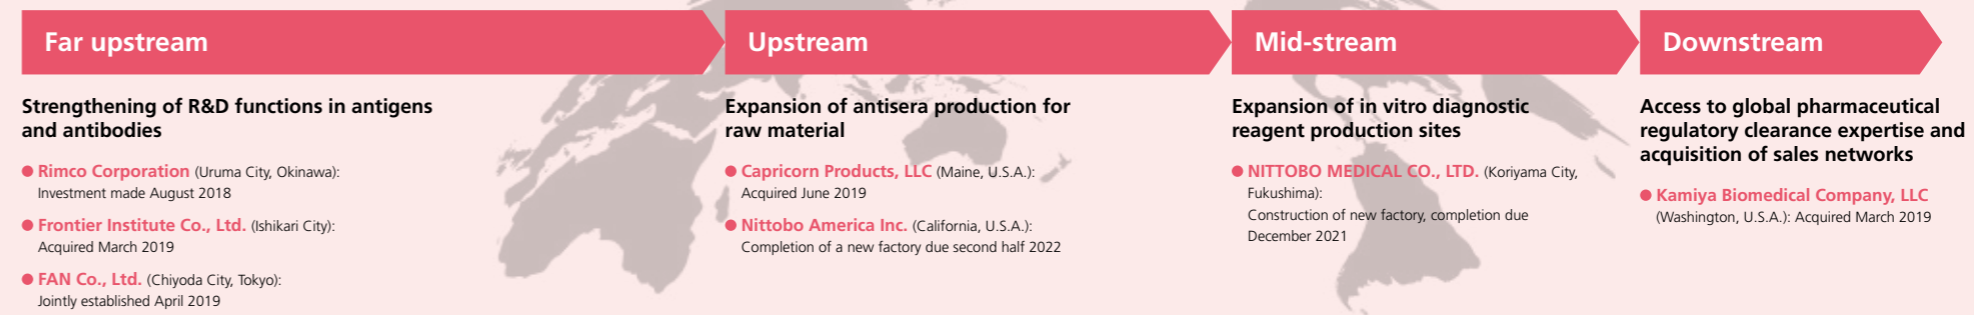 Far upstream
Strengthening of R&D functions in antigens
and antibodies
● Rimco Corporation (Uruma City, Okinawa):
Investment made August 2018
● Frontier Institute Co., Ltd. (Ishikari City):
Acquired March 2019
● FAN Co., Ltd. (Chiyoda City, Tokyo):
Jointly established April 2019
Upstream
Expansion of antisera production for
raw material
● Capricorn Products, LLC (Maine, U.S.A.):
Acquired June 2019
● Nittobo America Inc. (California, U.S.A.):
Completion of a new factory due second half 2022
Mid-stream
Expansion of in vitro diagnostic
reagent production sites
● NITTOBO MEDICAL CO., LTD. (Koriyama City,
Fukushima):
Construction of new factory, completion due
December 2021
Downstream
Access to global pharmaceutical
regulatory clearance expertise and
acquisition of sales networks
● Kamiya Biomedical Company, LLC
(Washington, U.S.A.): Acquired March 2019